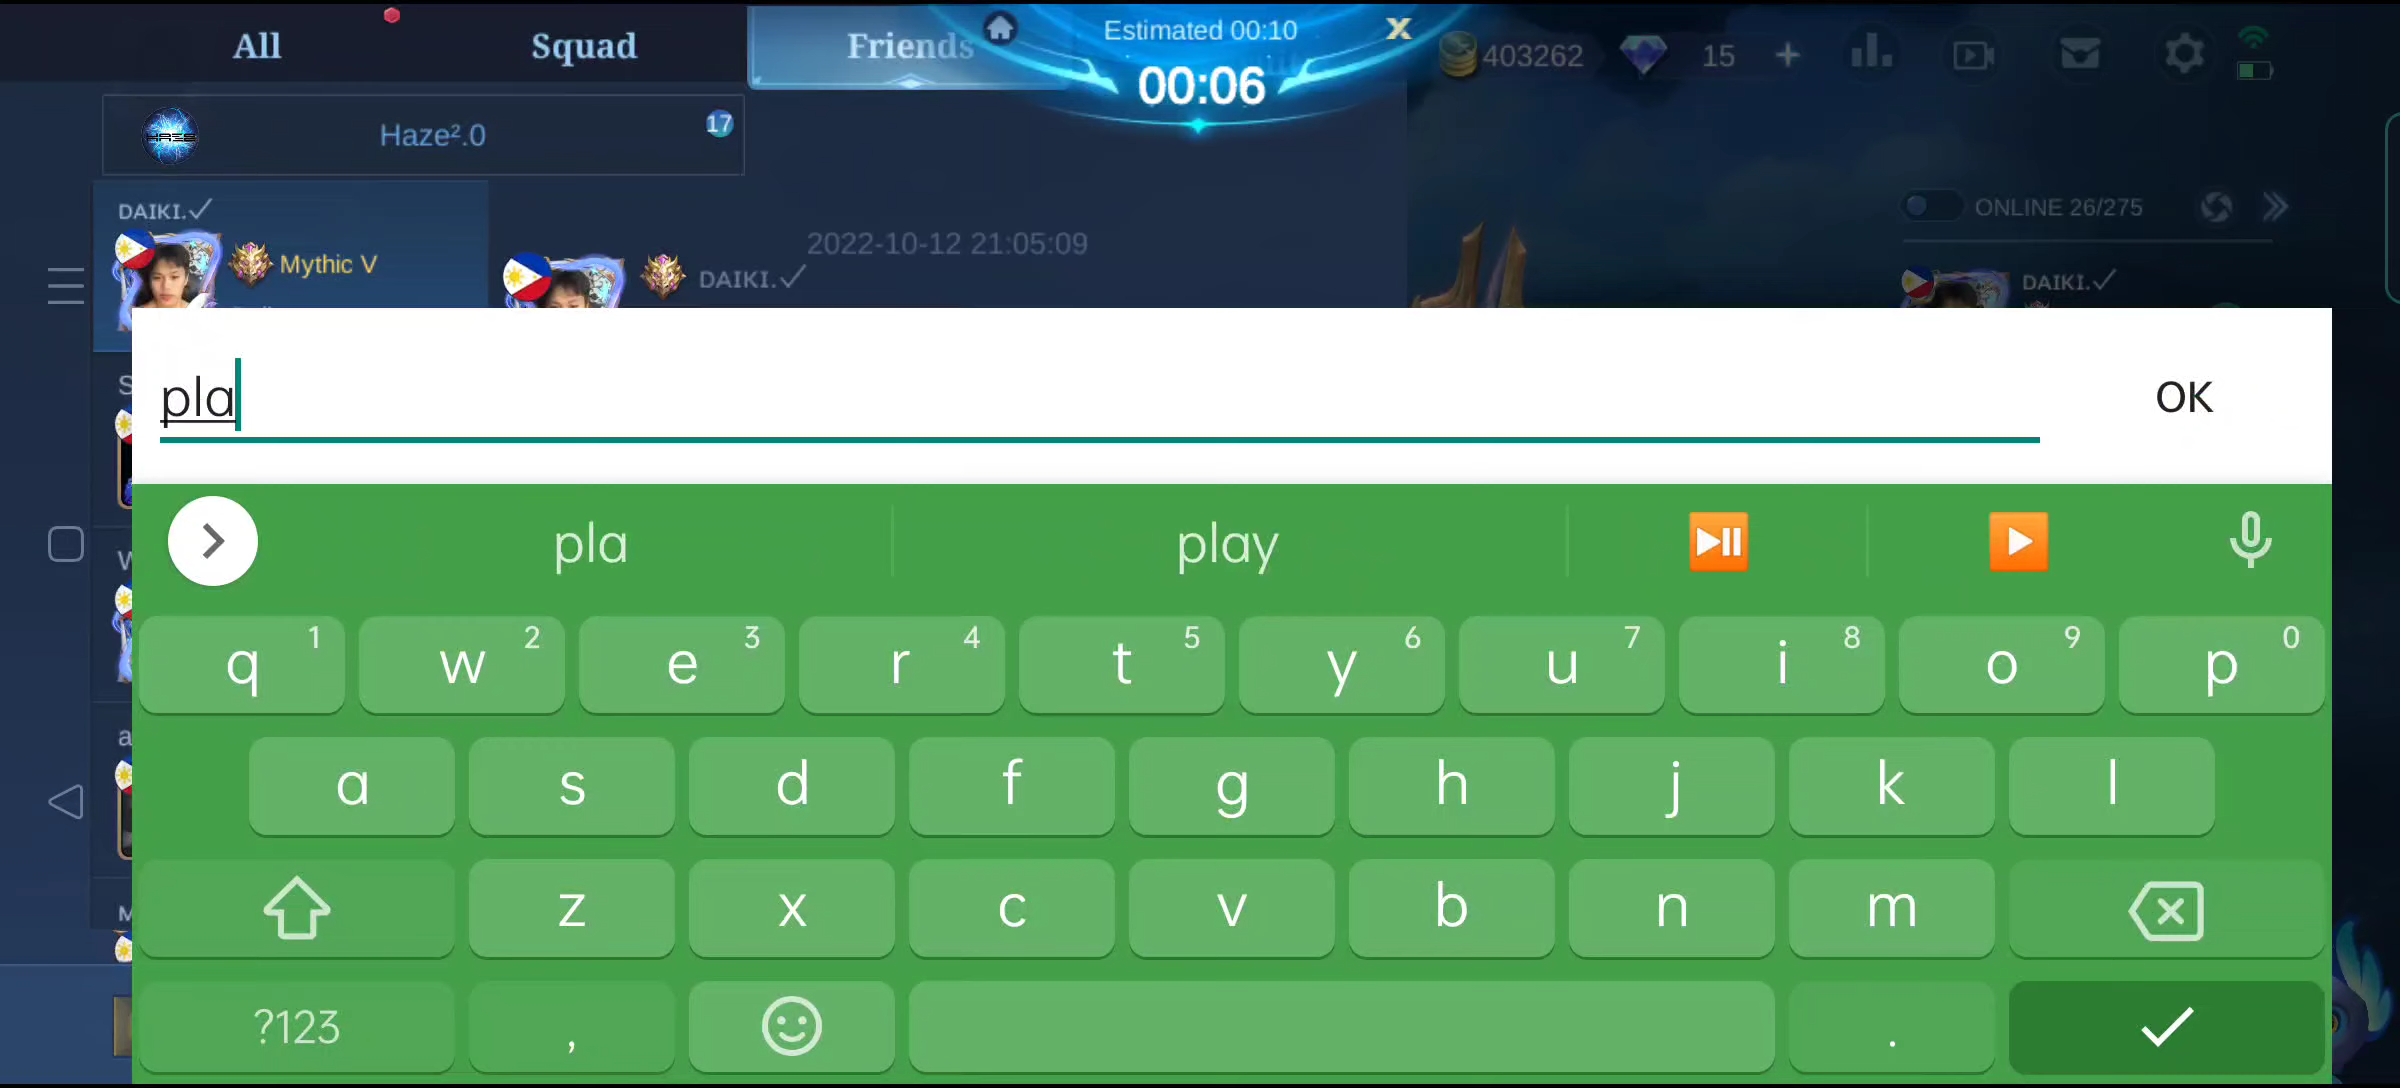 All
Squad
Friends
Estimated 00:10
X
00:06
403262
15
Haze².0
17
HAZE
DAIKI.✓
Mythic V
2022-10-12 21:05:09
DAIKI.✓
ONLINE 26/275
DAIKI.✓
pla
OK
pla
play
q 1 w 2 e 3 r 4 t 5 y 6 u 7 i 8 o 9 p 0
a s d f g h j k l
z x c v b n m
?123 , .